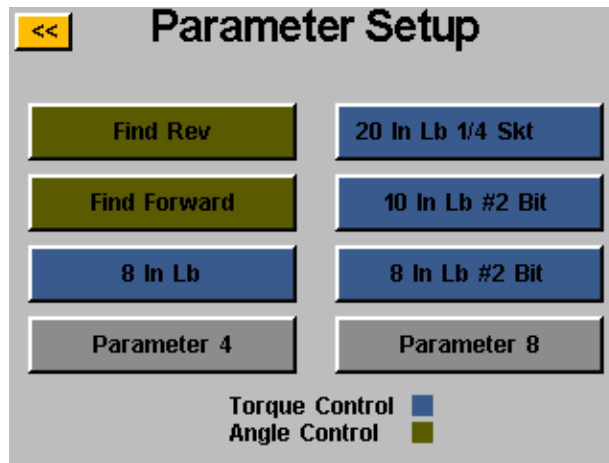 <<
Parameter Setup
Find Rev
20 In Lb 1/4 Skt
Find Forward
10 In Lb #2 Bit
8 In Lb
8 In Lb #2 Bit
Parameter 4
Parameter 8
Torque Control
Angle Control